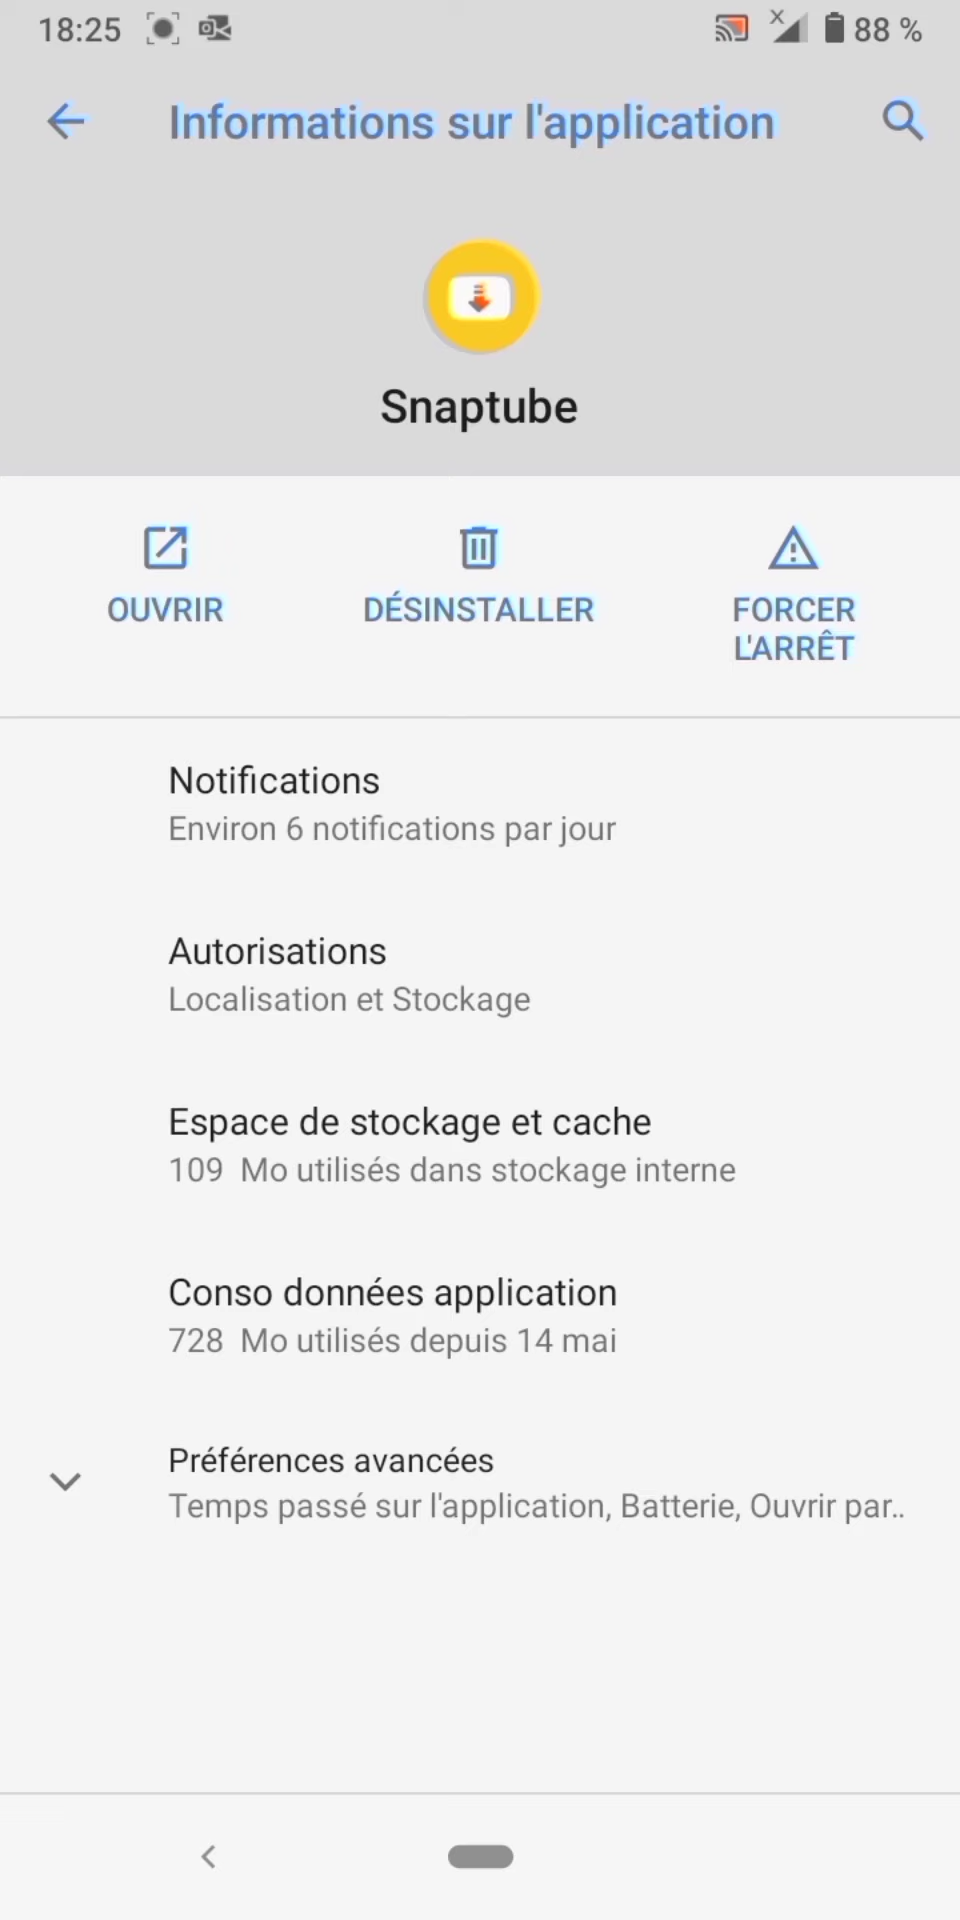 18:25
88 %
Informations sur l'application
Snaptube
OUVRIR
DÉSINSTALLER
FORCER
L'ARRÊT
Notifications
Environ 6 notifications par jour
Autorisations
Localisation et Stockage
Espace de stockage et cache
109 Mo utilisés dans stockage interne
Conso données application
728 Mo utilisés depuis 14 mai
Préférences avancées
Temps passé sur l'application, Batterie, Ouvrir par..